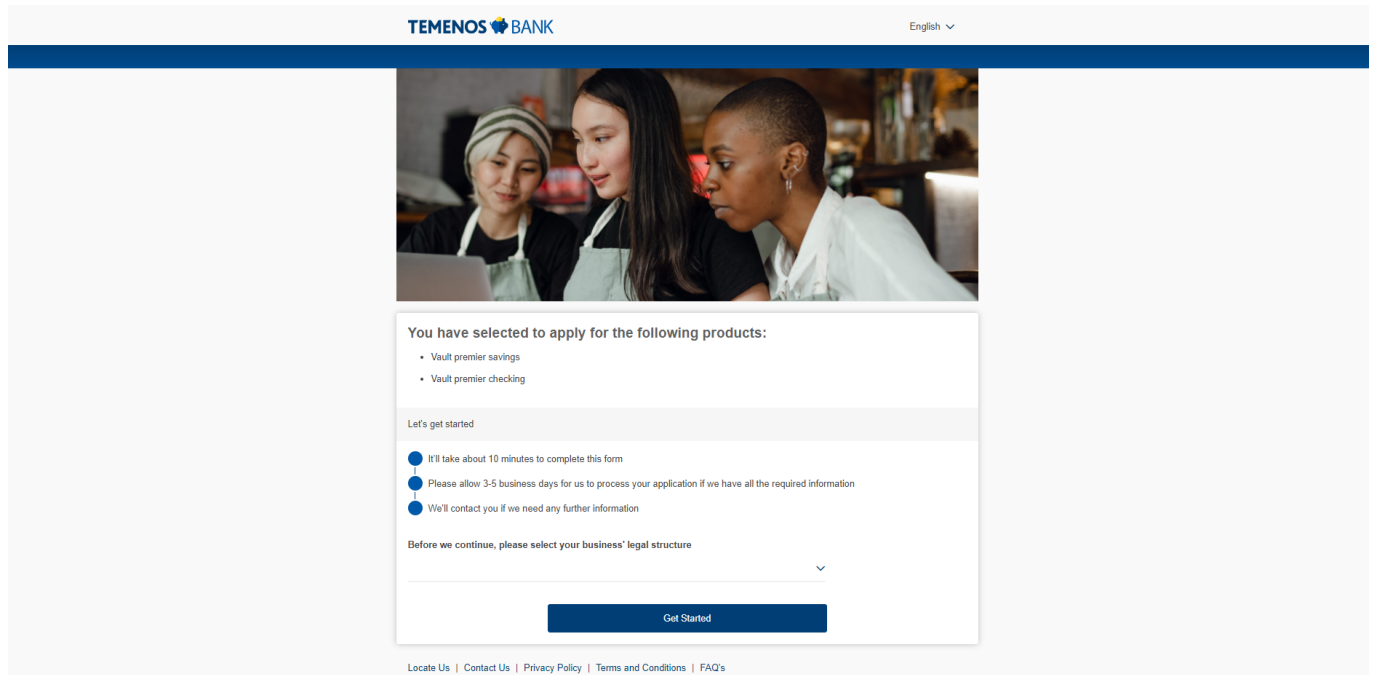 TEMENOS BANK
English
You have selected to apply for the following products:
Vault premier savings
Vault premier checking
Let's get started
It'll take about 10 minutes to complete this form
Please allow 3-5 business days for us to process your application if we have all the required information
We'll contact you if we need any further information
Before we continue, please select your business' legal structure
Get Started
Locate Us | Contact Us | Privacy Policy | Terms and Conditions | FAQ's